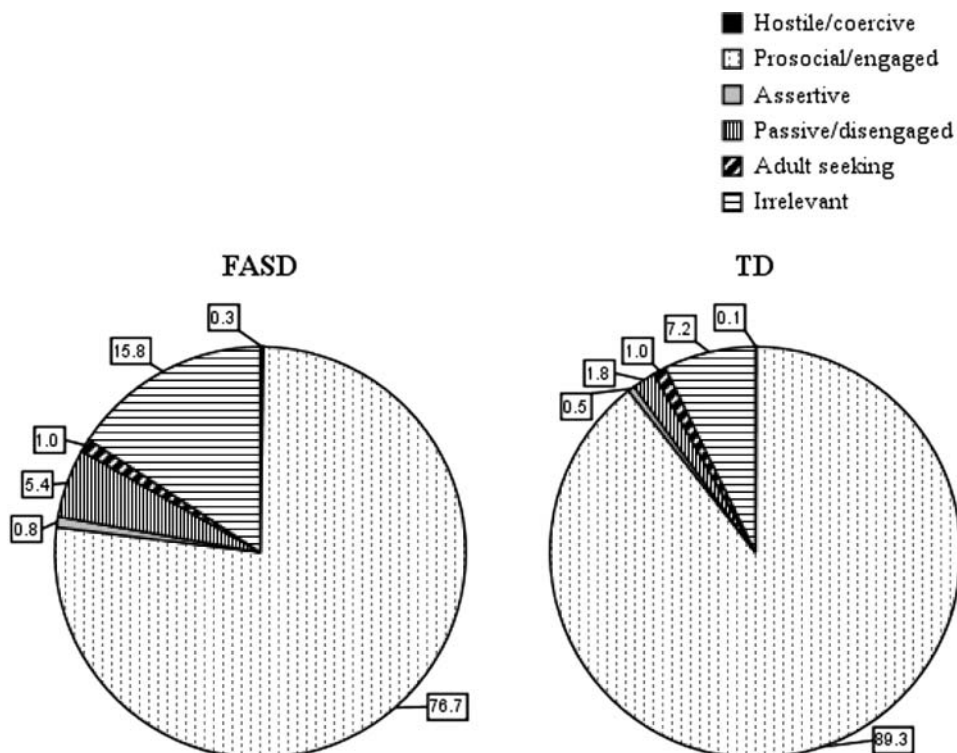 Hostile/coercive
Prosocial/engaged
Assertive
Passive/disengaged
Adult seeking
Irrelevant
FASD
TD
0.3
15.8
1.0
5.4
0.8
76.7
0.1
7.2
1.0
1.8
0.5
89.3